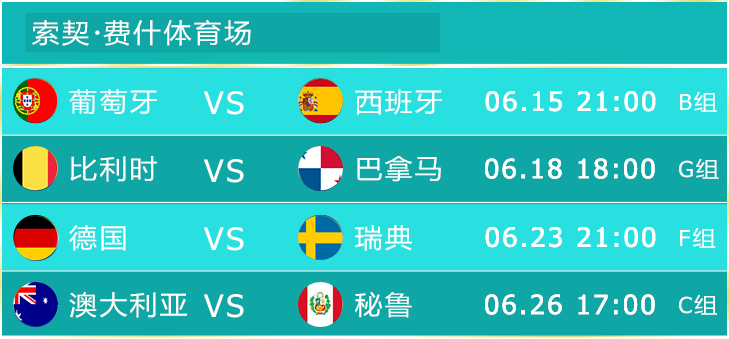 索契·费什体育场
葡萄牙 VS 西班牙 06.15 21:00 B组
比利时 VS 巴拿马 06.18 18:00 G组
德国 VS 瑞典 06.23 21:00 F组
澳大利亚 VS 秘鲁 06.26 17:00 C组